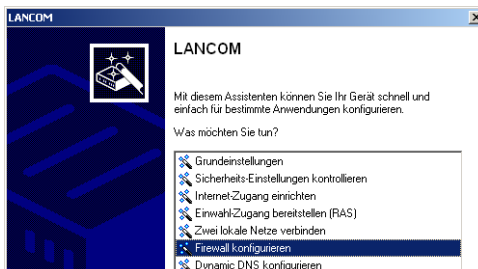 LANCOM
LANCOM
Mit diesem Assistenten können Sie Ihr Gerät schnell und
einfach für bestimmte Anwendungen konfigurieren.
Was möchten Sie tun?
Grundeinstellungen
Sicherheits-Einstellungen kontrollieren
Internet-Zugang einrichten
Einwahl-Zugang bereitstellen (RAS)
Zwei lokale Netze verbinden
Firewall konfigurieren
Dynamic DNS konfigurieren